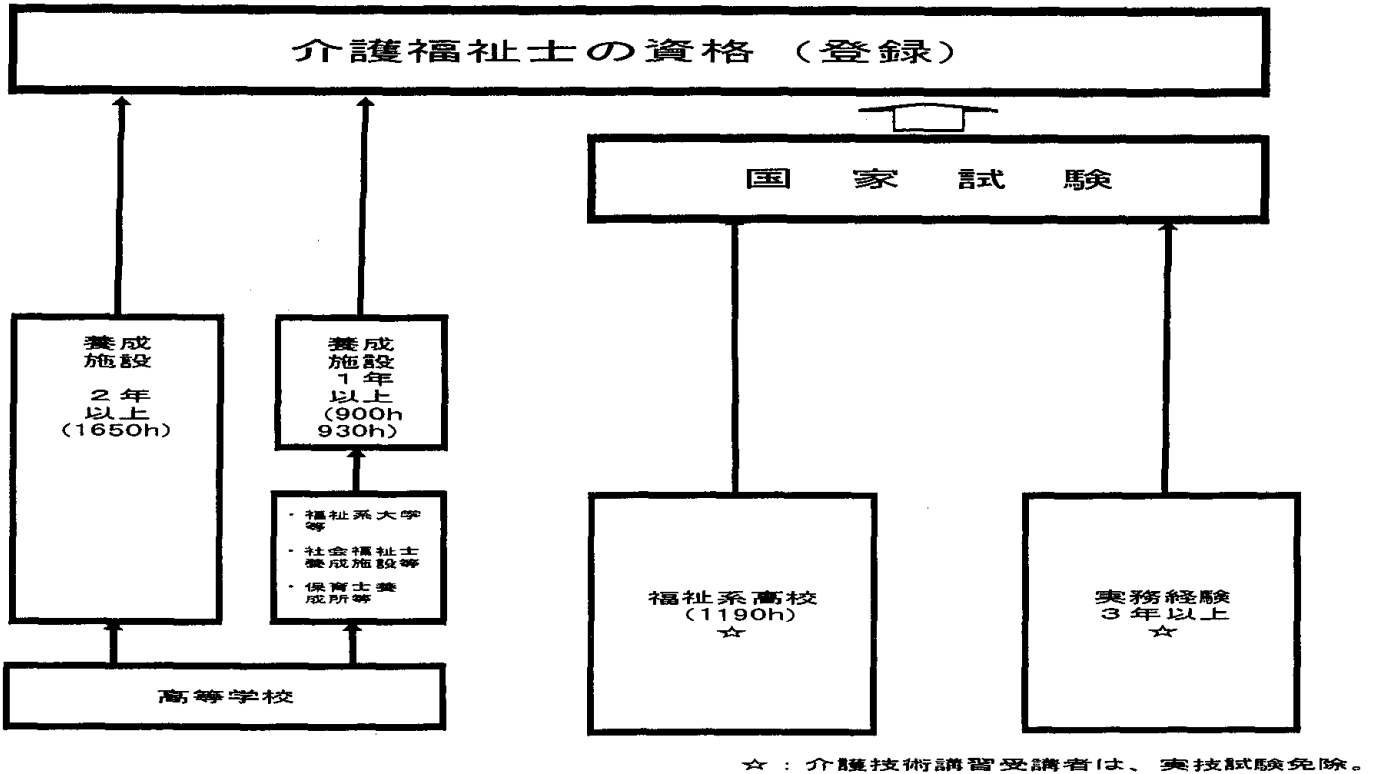 介護福祉士の資格（登録）
国家試験
養成
施設
２年
以上
(1650h)
養成
施設
１年
以上
(900h
930h)
・福祉系大学
等
・社会福祉士
養成施設等
・保育士養
成所等
高等学校
福祉系高校
(1190h)
☆
実務経験
３年以上
☆
☆：介護技術講習受講者は、実技試験免除。